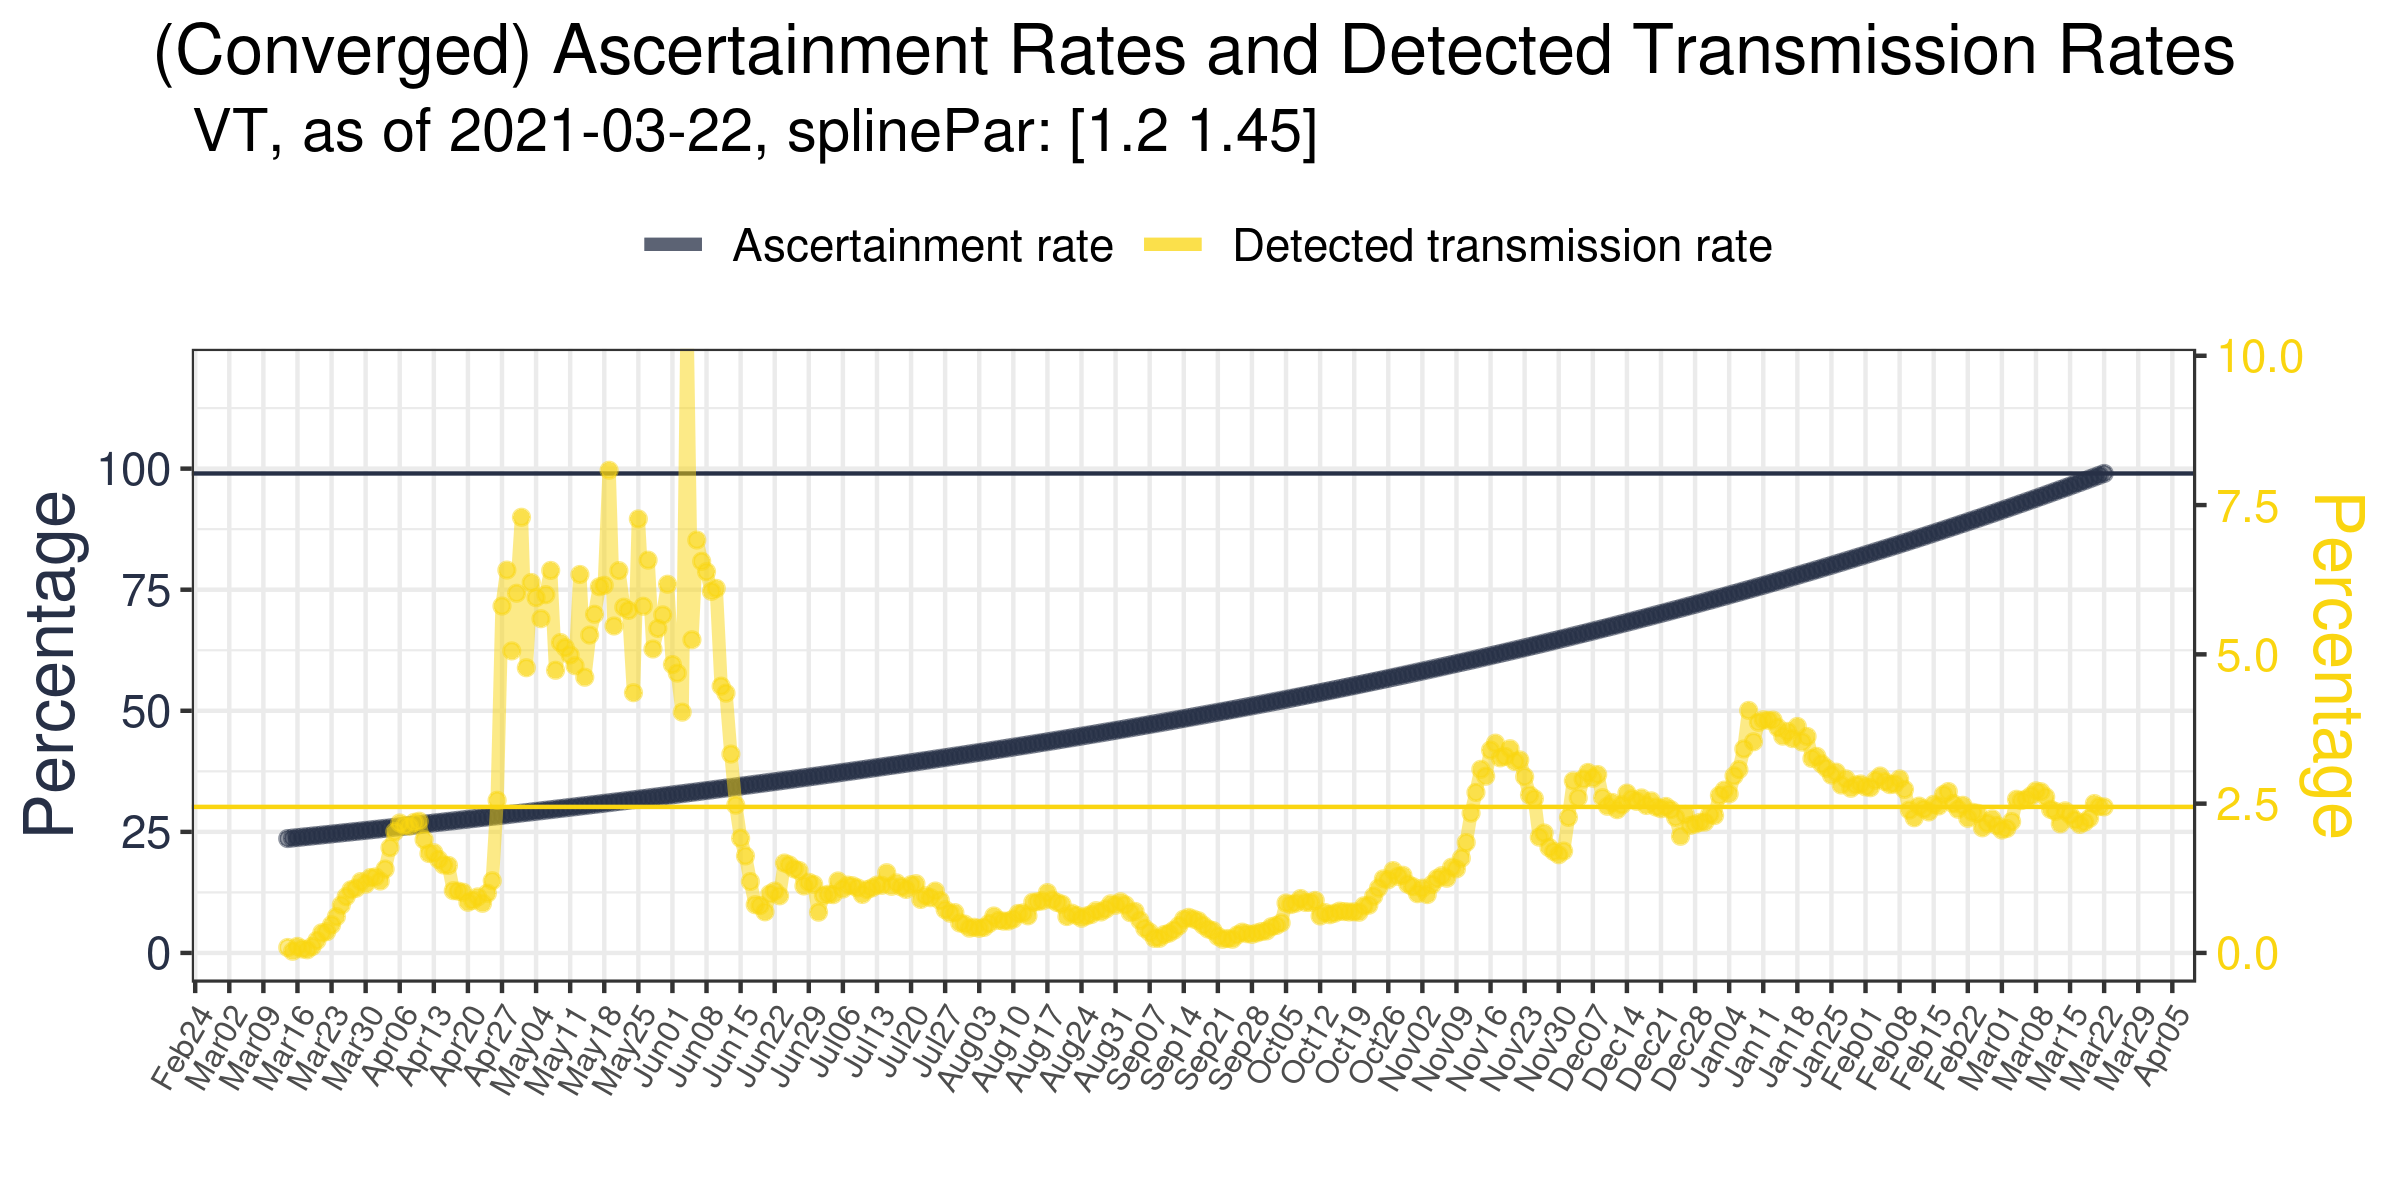 (Converged) Ascertainment Rates and Detected Transmission Rates
VT, as of 2021-03-22, splinePar: [1.2 1.45]
Ascertainment rate
Detected transmission rate
Percentage
100
75
50
25
0
10.0
7.5
5.0
2.5
0.0
Percentage
Feb24
Mar02
Mar09
Mar16
Mar23
Mar30
Apr06
Apr13
Apr20
Apr27
May04
May11
May18
May25
Jun01
Jun08
Jun15
Jun22
Jun29
Jul06
Jul13
Jul20
Jul27
Aug03
Aug10
Aug17
Aug24
Aug31
Sep07
Sep14
Sep21
Sep28
Oct05
Oct12
Oct19
Oct26
Nov02
Nov09
Nov16
Nov23
Nov30
Dec07
Dec14
Dec21
Dec28
Jan04
Jan11
Jan18
Jan25
Feb01
Feb08
Feb15
Feb22
Mar01
Mar08
Mar15
Mar22
Mar29
Apr05